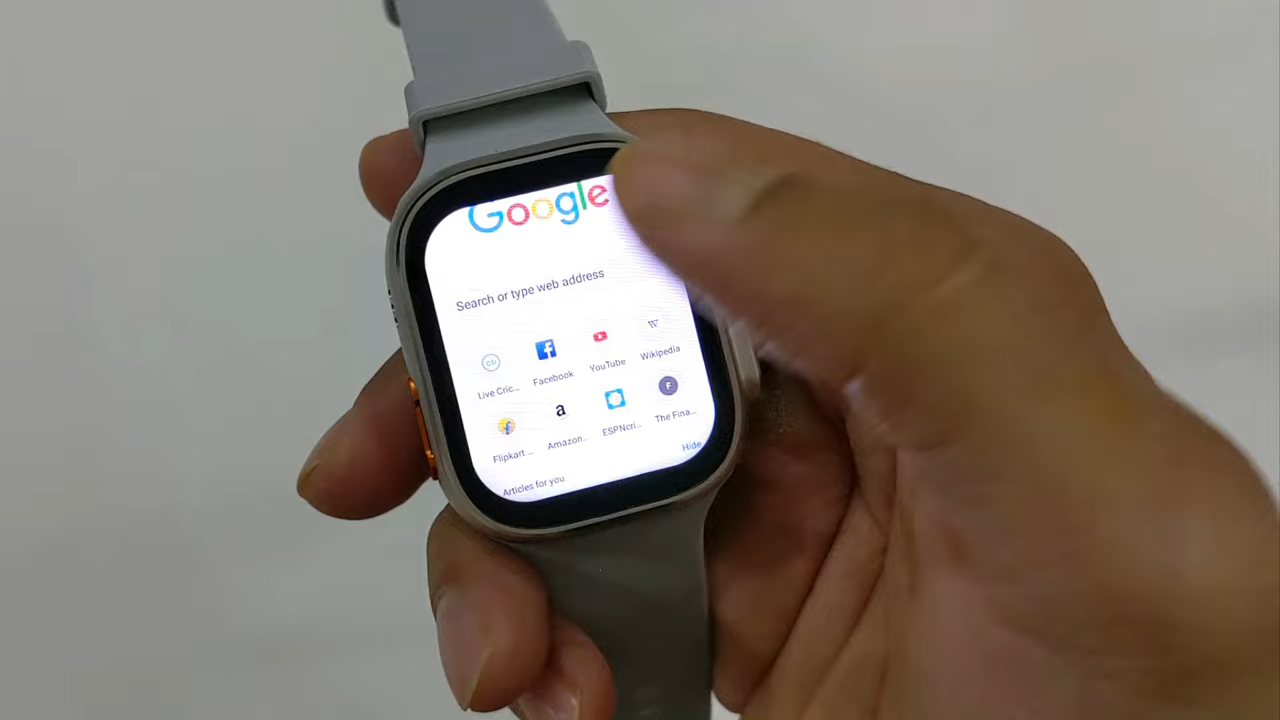 Google
Search or type web address
Live Cric... Facebook YouTube Wikipedia
Flipkart ... Amazon.. ESPNcri.. The Fina...
Hide
Articles for you